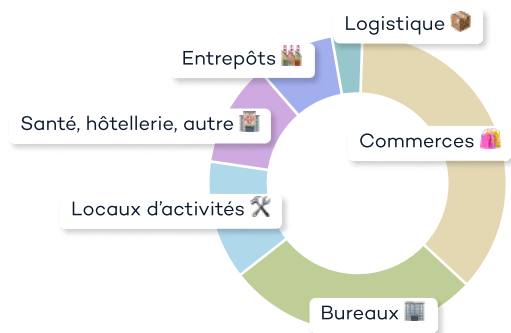 Logistique
Entrepôts
Santé, hôtellerie, autre
Commerces
Locaux d’activités
Bureaux